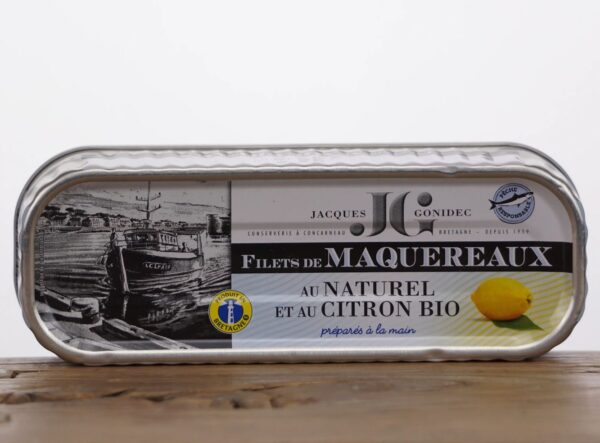 JACQUES JG GONIDEC
CONSERVERIE À CONCARNEAU BRETAGNE - DEPUIS 1959
PÊCHE
RESPONSABLE
FILETS DE MAQUEREAUX
AU NATUREL
ET AU CITRON BIO
préparés à la main
PRODUIT EN
BRETAGNE